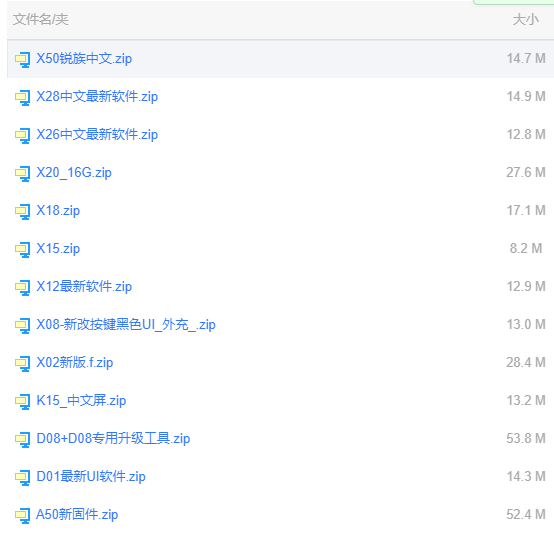 文件名/夹 大小
X50锐族中文.zip 14.7 M
X28中文最新软件.zip 14.9 M
X26中文最新软件.zip 12.8 M
X20_16G.zip 27.6 M
X18.zip 17.1 M
X15.zip 8.2 M
X12最新软件.zip 12.9 M
X08-新改按键黑色UI_外充_.zip 13.0 M
X02新版.f.zip 28.4 M
K15_中文屏.zip 13.2 M
D08+D08专用升级工具.zip 53.8 M
D01最新UI软件.zip 14.3 M
A50新固件.zip 52.4 M